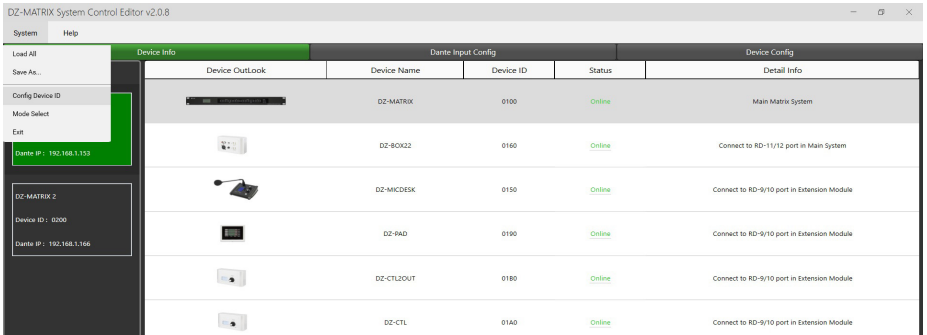 DZ-MATRIX System Control Editor v2.0.8
System Help
Load All
Save As...
Config Device ID
Mode Select
Exit
Dante IP : 192.168.1.153
DZ-MATRIX 2
Device ID : 0200
Dante IP : 192.168.1.166
Device Info Dante Input Config Device Config
Device OutLook Device Name Device ID Status Detail Info
DZ-MATRIX 0100 Online Main Matrix System
DZ-BOX22 0160 Online Connect to RD-11/12 port in Main System
DZ-MICDESK 0150 Online Connect to RD-9/10 port in Extension Module
DZ-PAD 0190 Online Connect to RD-9/10 port in Extension Module
DZ-CTL2OUT 01B0 Online Connect to RD-9/10 port in Extension Module
DZ-CTL 01A0 Online Connect to RD-9/10 port in Extension Module